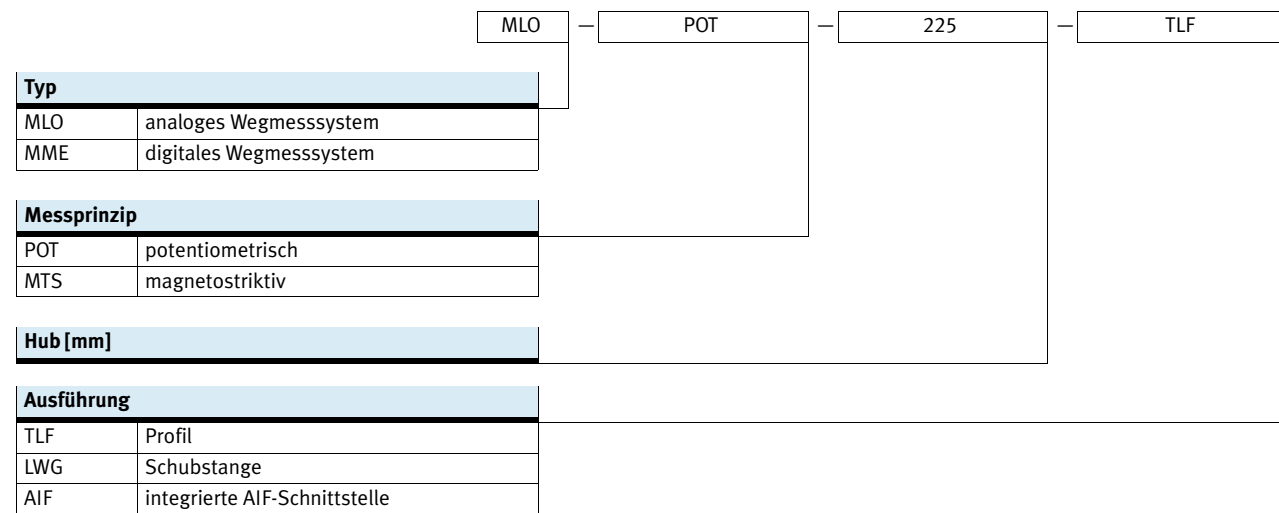 MLO — POT — 225 — TLF
Typ
MLO analoges Wegmesssystem
MME digitales Wegmesssystem
Messprinzip
POT potentiometrisch
MTS magnetostriktiv
Hub [mm]
Ausführung
TLF Profil
LWG Schubstange
AIF integrierte AIF-Schnittstelle